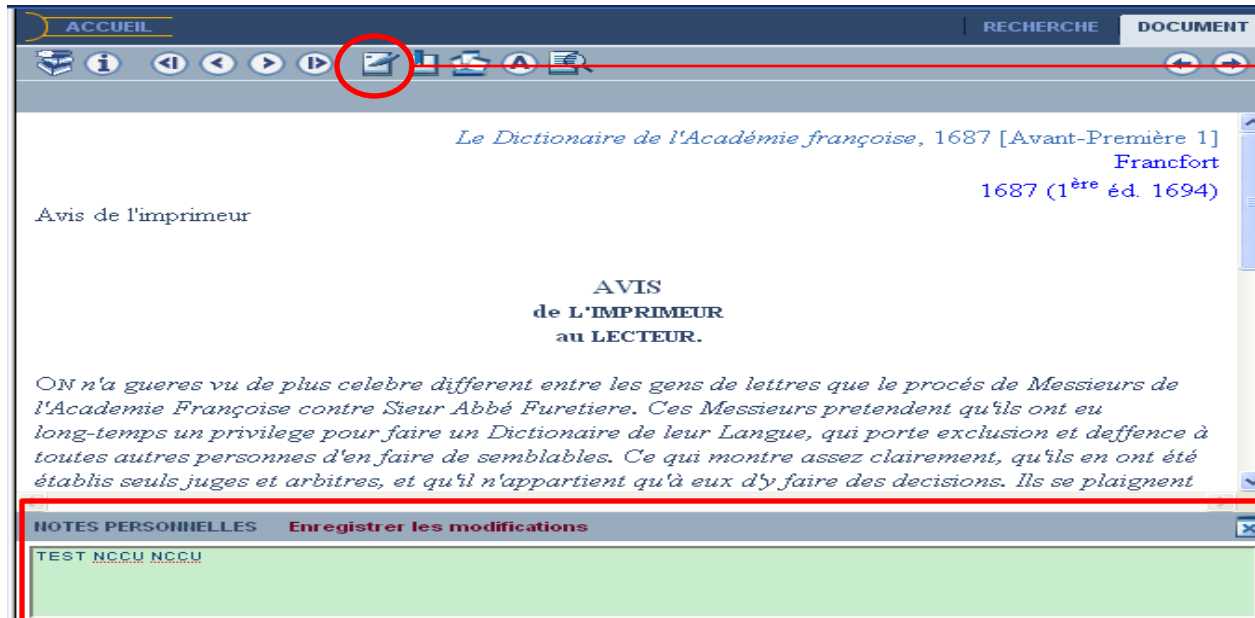 ACCUEIL RECHERCHE DOCUMENT
Le Dictionaire de l'Académie françoise, 1687 [Avant-Première 1]
Francfort
1687 (1ère éd. 1694)
Avis de l'imprimeur
AVIS
de L'IMPRIMEUR
au LECTEUR.
ON n'a gueres vu de plus celebre different entre les gens de lettres que le procés de Messieurs de
l'Academie Françoise contre Sieur Abbé Furetiere. Ces Messieurs pretendent qu'ils ont eu
long-temps un privilege pour faire un Dictionaire de leur Langue, qui porte exclusion et deffence à
toutes autres personnes d'en faire de semblables. Ce qui montre assez clairement, qu'ils en ont été
établis seuls juges et arbitres, et qu'il n'appartient qu'à eux d'y faire des decisions. Ils se plaignent
NOTES PERSONNELLES Enregistrer les modifications
TEST NCCU NCCU